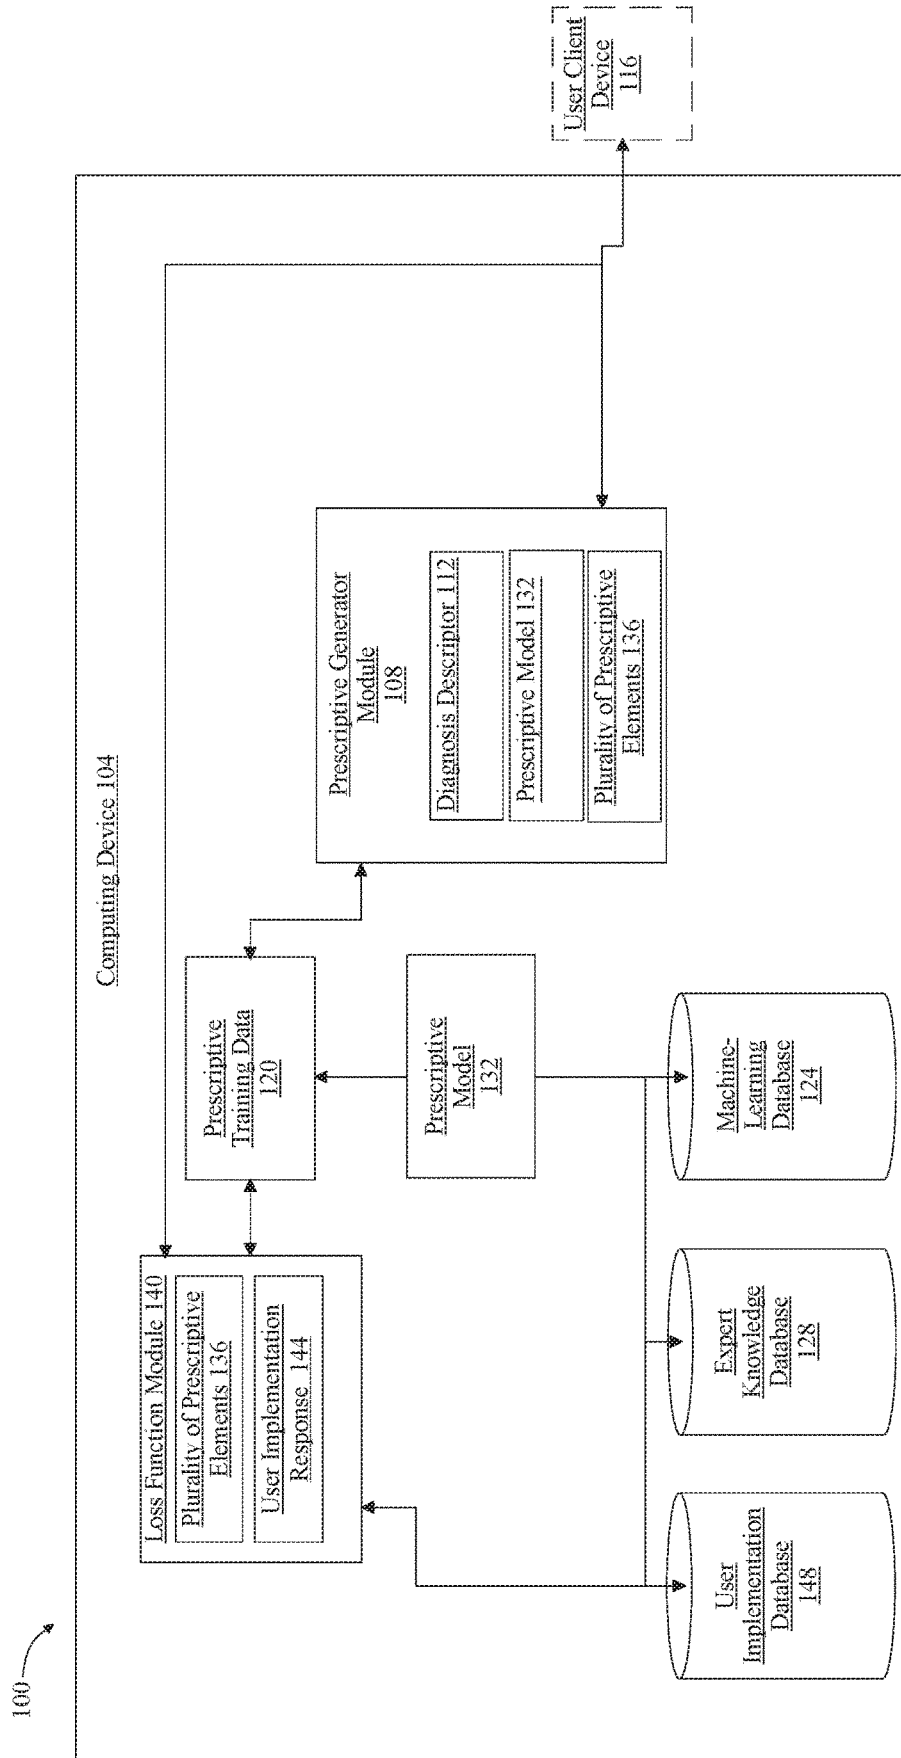 100
Computing Device 104
Loss Function Module 140
Plurality of Prescriptive
Elements 136
User Implementation
Response 144
Prescriptive
Training Data
120
Prescriptive Generator
Module
108
Diagnosis Descriptor 112
Prescriptive Model 132
Plurality of Prescriptive
Elements 136
User Client
Device
116
Prescriptive
Model
132
User
Implementation
Database
148
Expert
Knowledge
Database
128
Machine-
Learning
Database
124